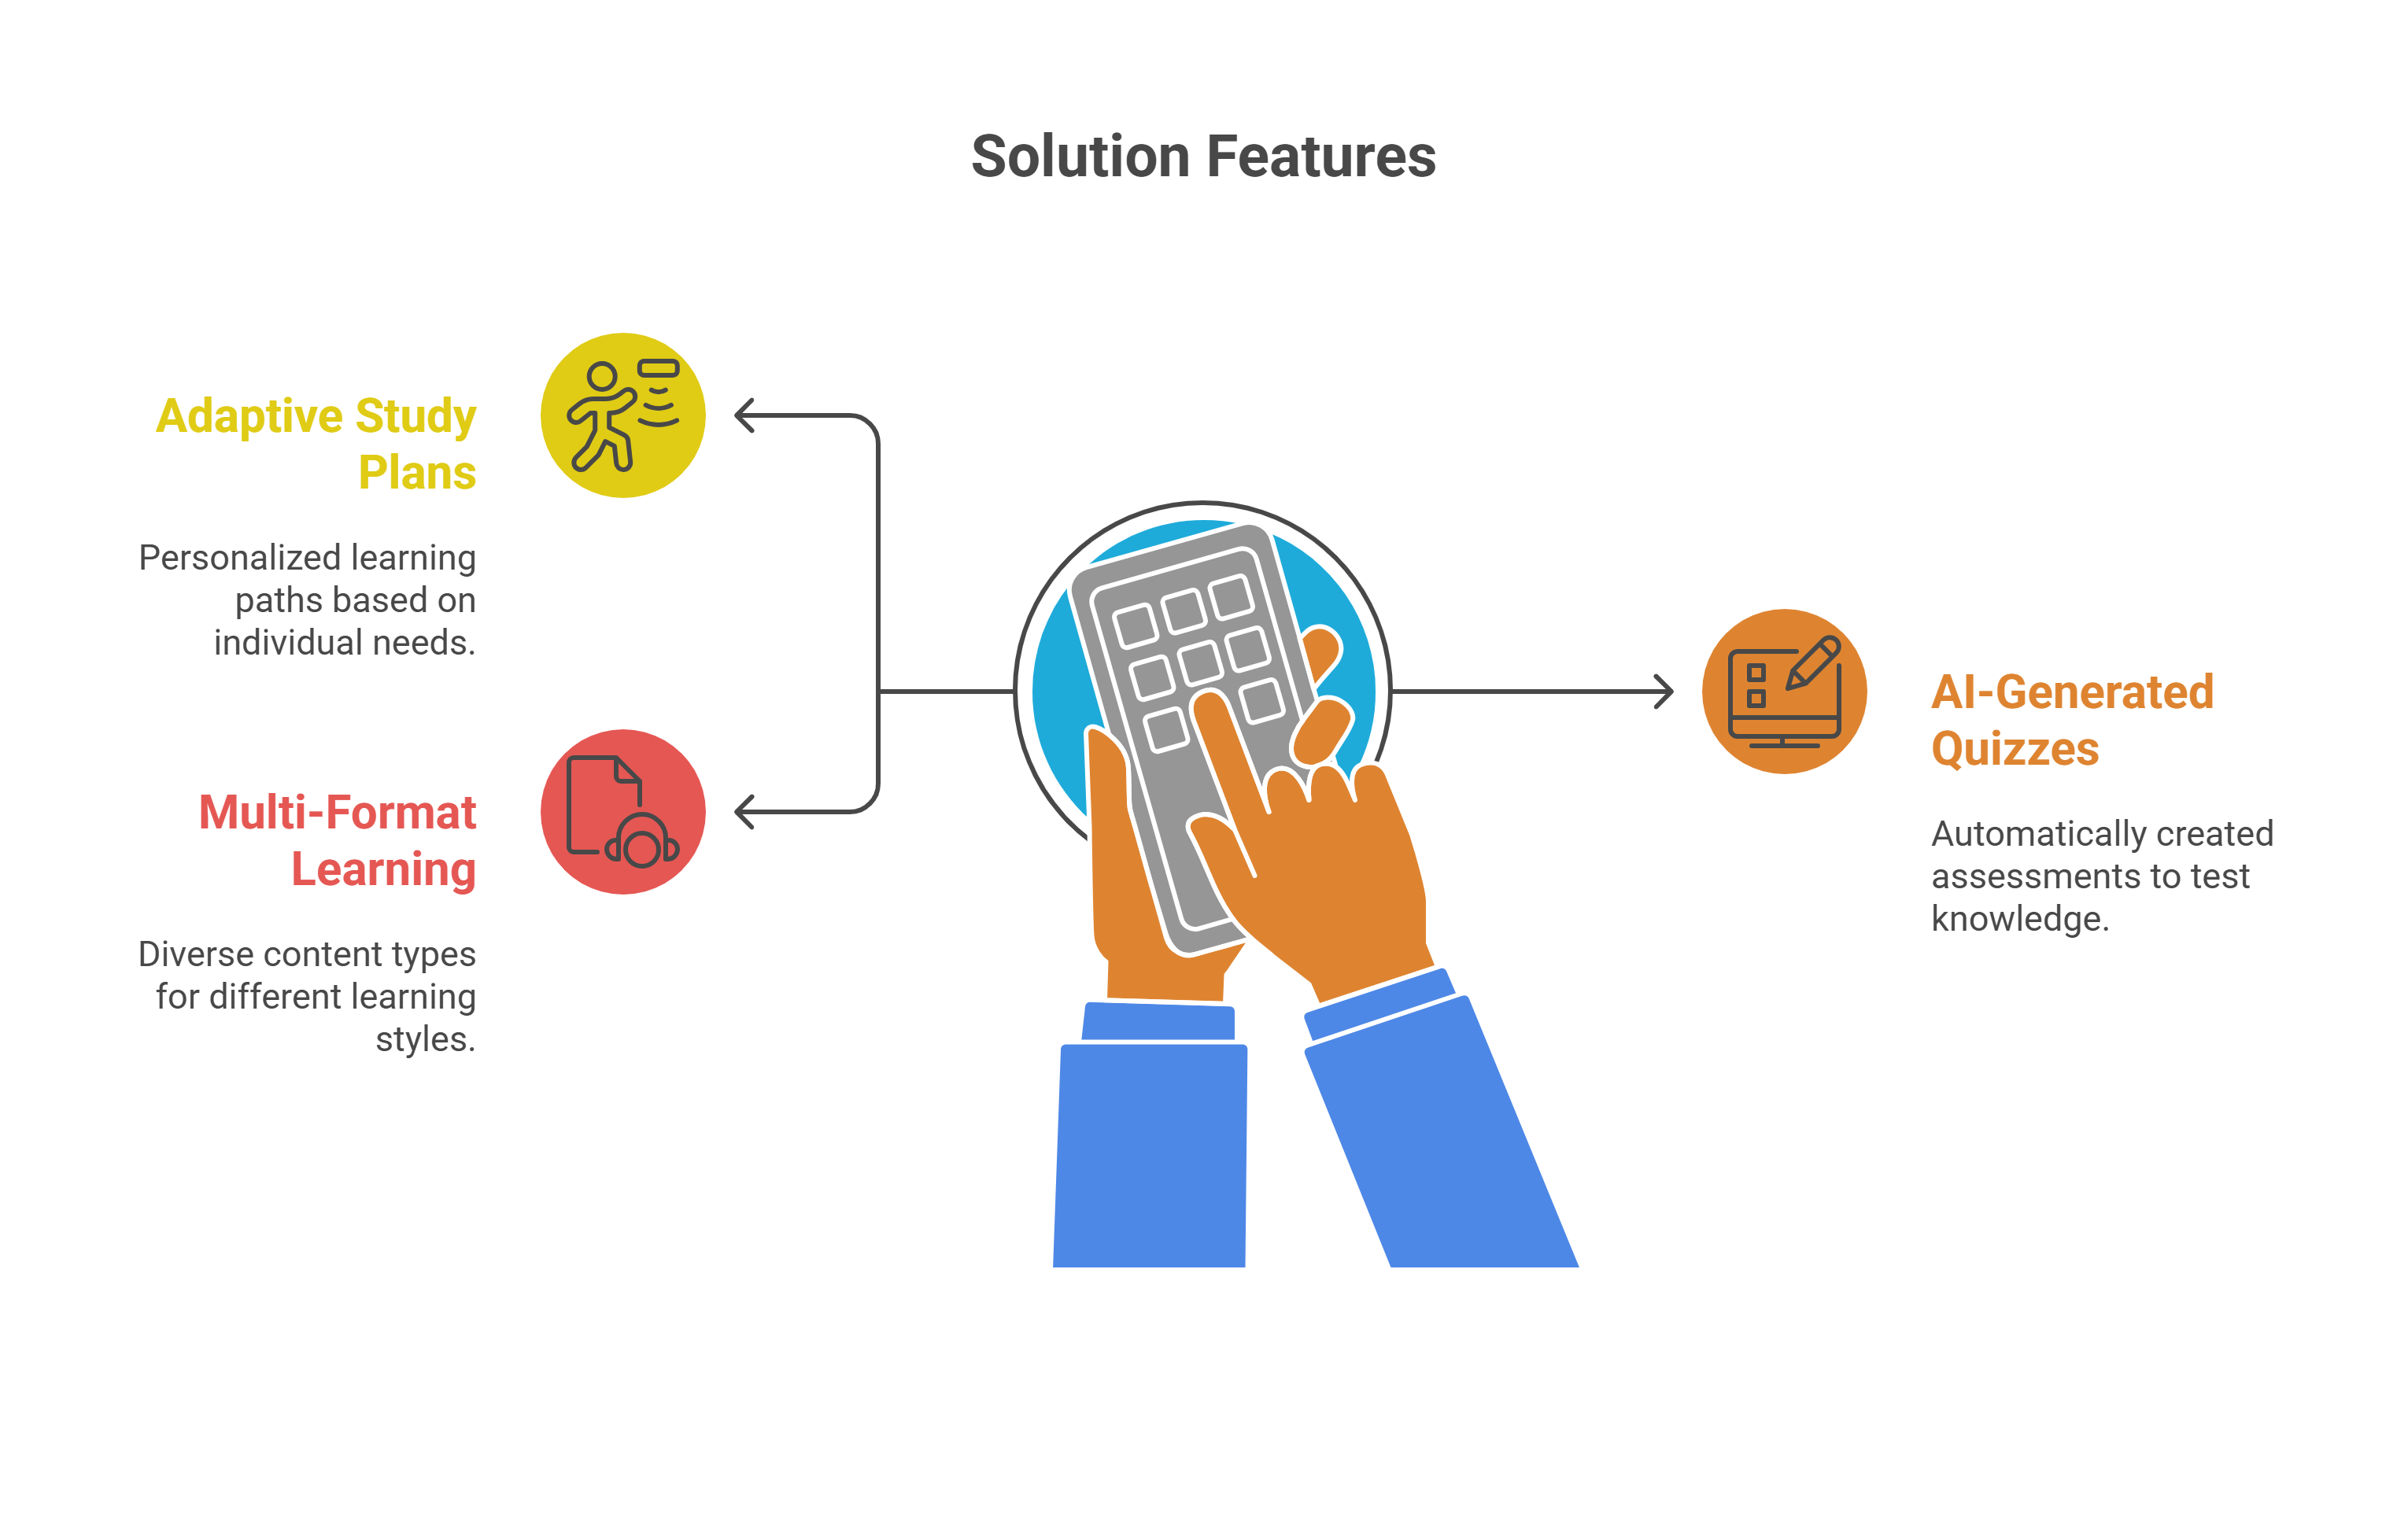 Solution Features
Adaptive Study
Plans
Personalized learning
paths based on
individual needs.
Multi-Format
Learning
Diverse content types
for different learning
styles.
AI-Generated
Quizzes
Automatically created
assessments to test
knowledge.